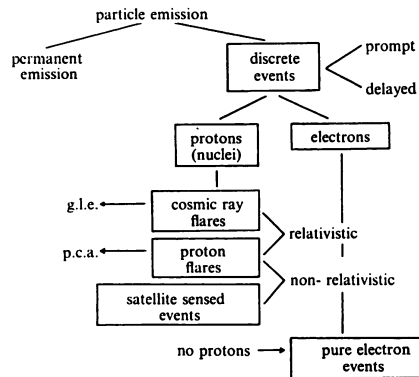 particle emission
permanent
emission
discrete
events
prompt
delayed
protons
(nuclei)
electrons
g.l.e.
cosmic ray
flares
relativistic
p.c.a.
proton
flares
non- relativistic
satellite sensed
events
no protons
pure electron
events